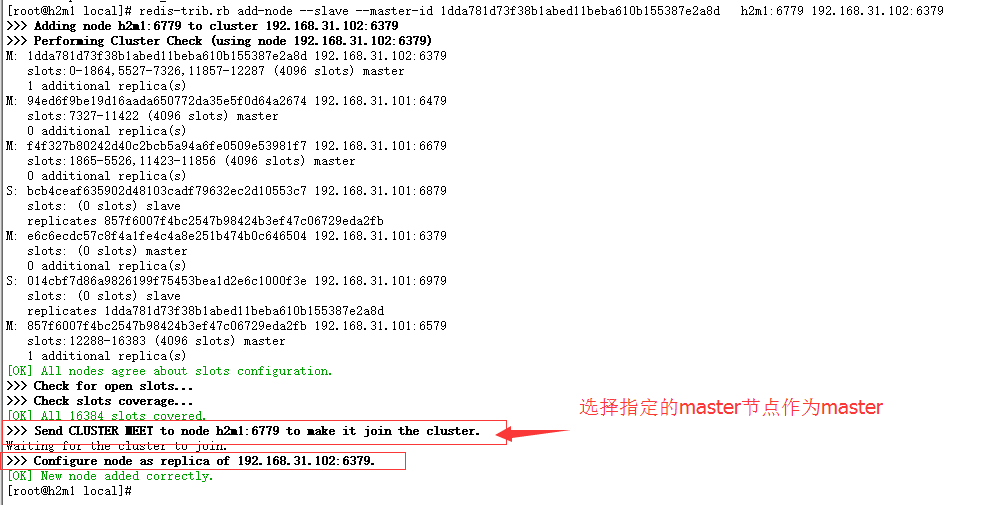 [root@h2m1 local]# redis-trib.rb add-node --slave --master-id 1dda781d73f38b1abed11beba610b155387e2a8d   h2m1:6779 192.168.31.102:6379
>>> Adding node h2m1:6779 to cluster 192.168.31.102:6379
>>> Performing Cluster Check (using node 192.168.31.102:6379)
M: 1dda781d73f38b1abed11beba610b155387e2a8d 192.168.31.102:6379
   slots:0-1864,5527-7326,11857-12287 (4096 slots) master
   1 additional replica(s)
M: 94ed6f9be19d16aada650772da35e5f0d64a2674 192.168.31.101:6479
   slots:7327-11422 (4096 slots) master
   0 additional replica(s)
M: f4f327b80242d40c2bcb5a94a6fe0509e53981f7 192.168.31.101:6679
   slots:1865-5526,11423-11856 (4096 slots) master
   0 additional replica(s)
S: bcb4ceaf635902d48103cadf79632ec2d10553c7 192.168.31.101:6879
   slots: (0 slots) slave
   replicates 857f6007f4bc2547b98424b3ef47c06729eda2fb
M: e6c6ecdc57c8f4a1fe4c4a8e251b474b0c646504 192.168.31.101:6379
   slots: (0 slots) master
   0 additional replica(s)
S: 014cbf7d86a9826199f75453bea1d2e6c1000f3e 192.168.31.101:6979
   slots: (0 slots) slave
   replicates 1dda781d73f38b1abed11beba610b155387e2a8d
M: 857f6007f4bc2547b98424b3ef47c06729eda2fb 192.168.31.101:6579
   slots:12288-16383 (4096 slots) master
   1 additional replica(s)
[OK] All nodes agree about slots configuration.
>>> Check for open slots...
>>> Check slots coverage...
[OK] All 16384 slots covered.
选择指定的master节点作为master
>>> Send CLUSTER MEET to node h2m1:6779 to make it join the cluster.
Waiting for the cluster to join.
>>> Configure node as replica of 192.168.31.102:6379.
[OK] New node added correctly.
[root@h2m1 local]#